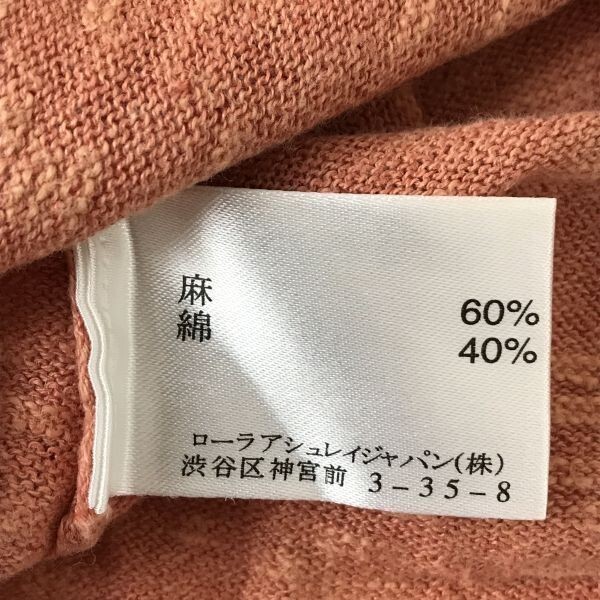 麻 60%
綿 40%
ローラアシュレイジャパン(株)
渋谷区神宮前 3-35-8